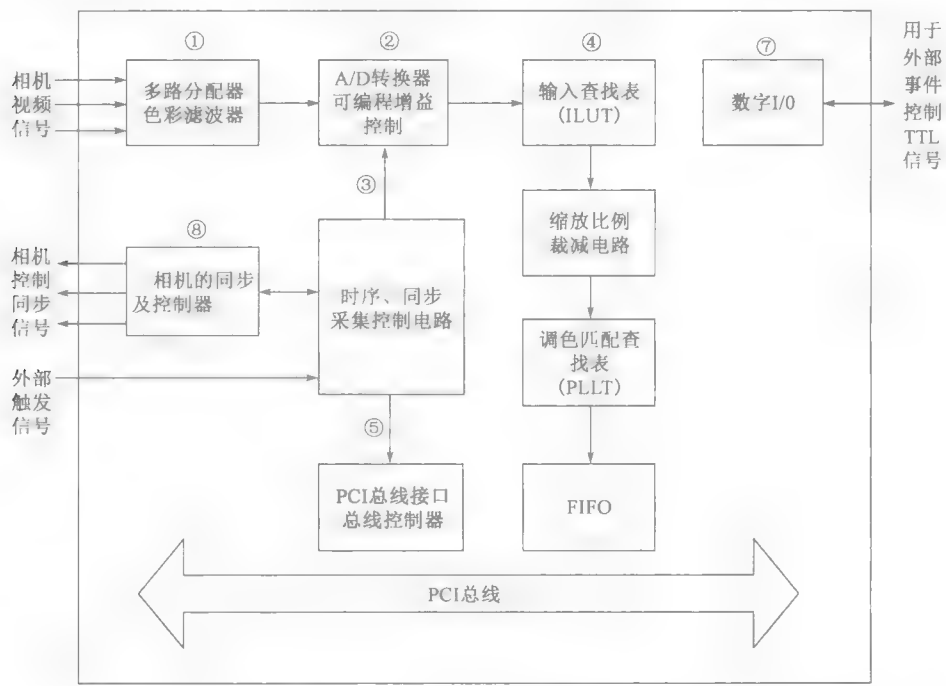 ①
②
④
⑦
相机
视频
信号
多路分配器
色彩滤波器
A/D转换器
可编程增益
控制
输入查找表
(ILUT)
数字I/0
用于
外部
事件
控制
TTL
信号
③
缩放比例
裁减电路
⑧
相机
控制
同步
信号
相机的同步
及控制器
时序、同步
采集控制电路
调色匹配查
找表
(PLLT)
外部
触发
信号
⑤
PCI总线接口
总线控制器
FIFO
PCI总线